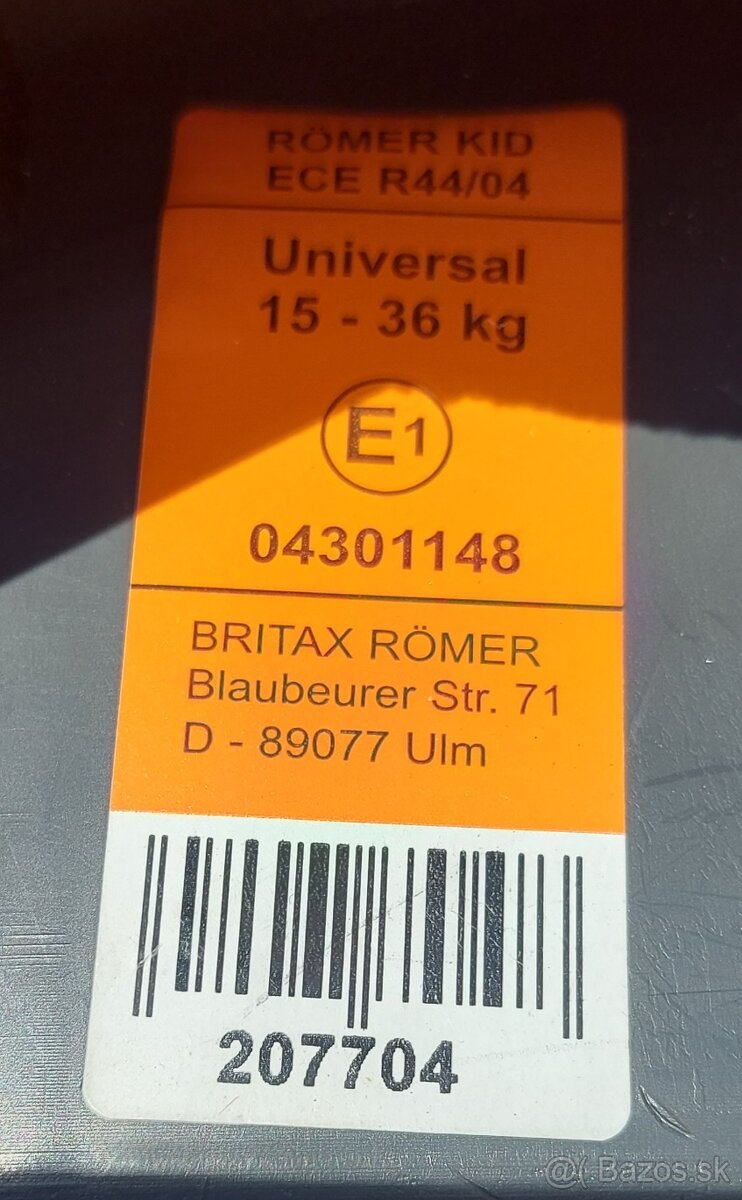 RÖMER KID
ECE R44/04
Universal
15 - 36 kg
E1
04301148
BRITAX RÖMER
Blaubeurer Str. 71
D - 89077 Ulm
207704
@( Bazos.sk